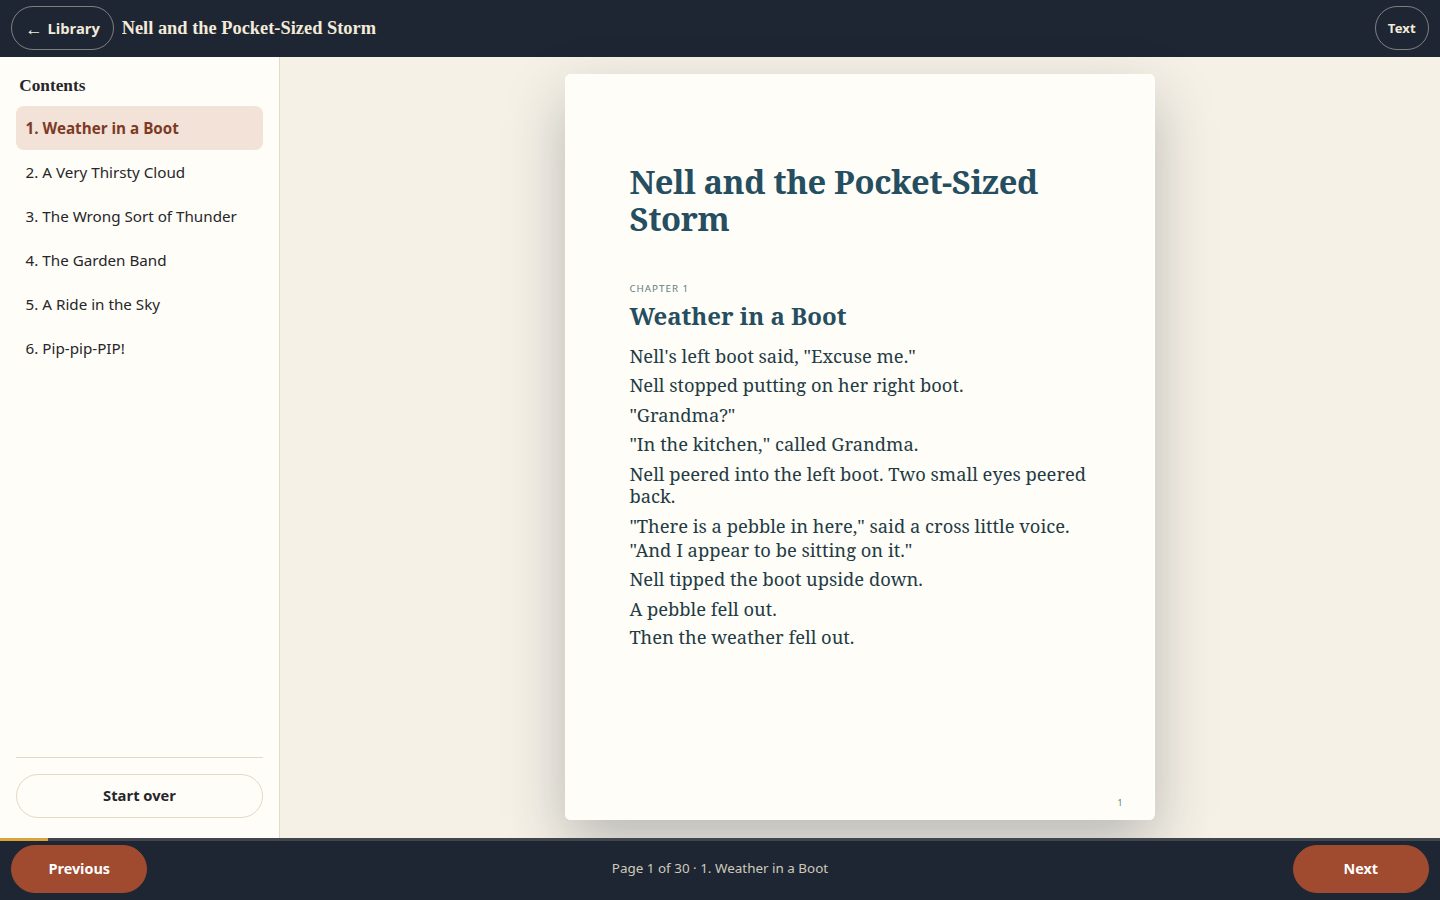 ← Library
Nell and the Pocket-Sized Storm
Text
Contents
1. Weather in a Boot
2. A Very Thirsty Cloud
3. The Wrong Sort of Thunder
4. The Garden Band
5. A Ride in the Sky
6. Pip-pip-PIP!
Start over
Nell and the Pocket-Sized
Storm
CHAPTER 1
Weather in a Boot
Nell's left boot said, "Excuse me."
Nell stopped putting on her right boot.
"Grandma?"
"In the kitchen," called Grandma.
Nell peered into the left boot. Two small eyes peered
back.
"There is a pebble in here," said a cross little voice.
"And I appear to be sitting on it."
Nell tipped the boot upside down.
A pebble fell out.
Then the weather fell out.
1
Previous
Page 1 of 30 · 1. Weather in a Boot
Next